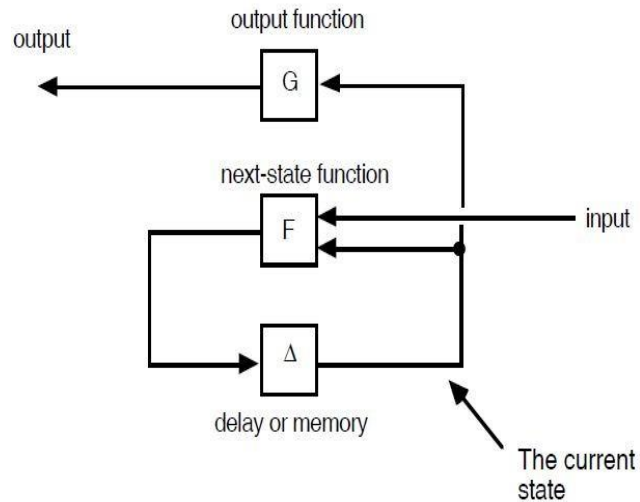 output function
output
G
next-state function
F
input
Δ
delay or memory
The current
state